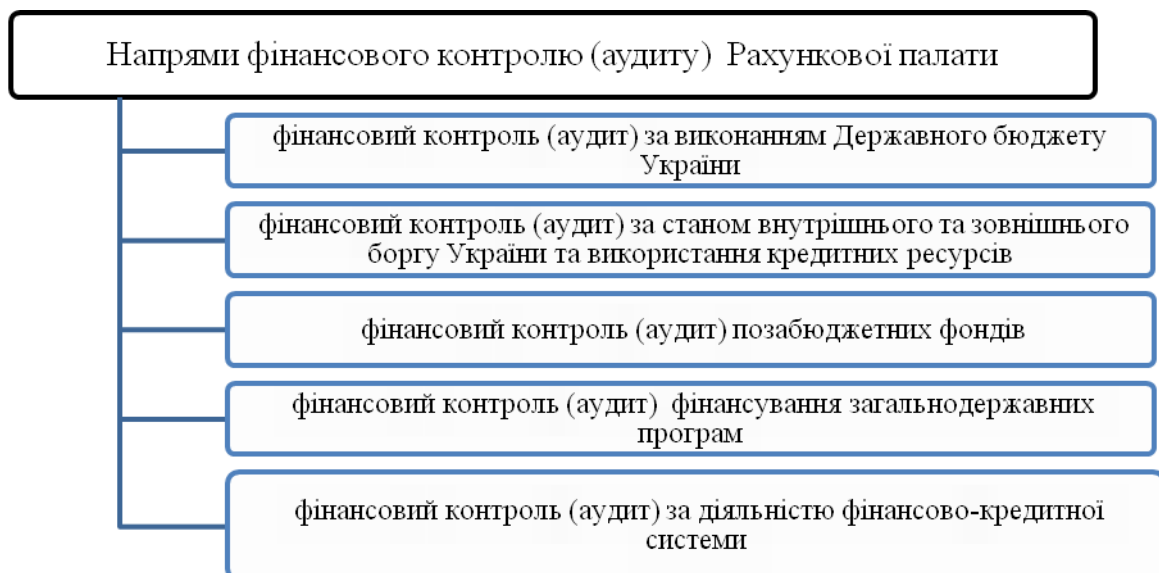 Напрями фінансового контролю (аудиту) Рахункової палати
фінансовий контроль (аудит) за виконанням Державного бюджету
України
фінансовий контроль (аудит) за станом внутрішнього та зовнішнього
боргу України та використання кредитних ресурсів
фінансовий контроль (аудит) позабюджетних фондів
фінансовий контроль (аудит) фінансування загальнодержавних
програм
фінансовий контроль (аудит) за діяльністю фінансово-кредитної
системи